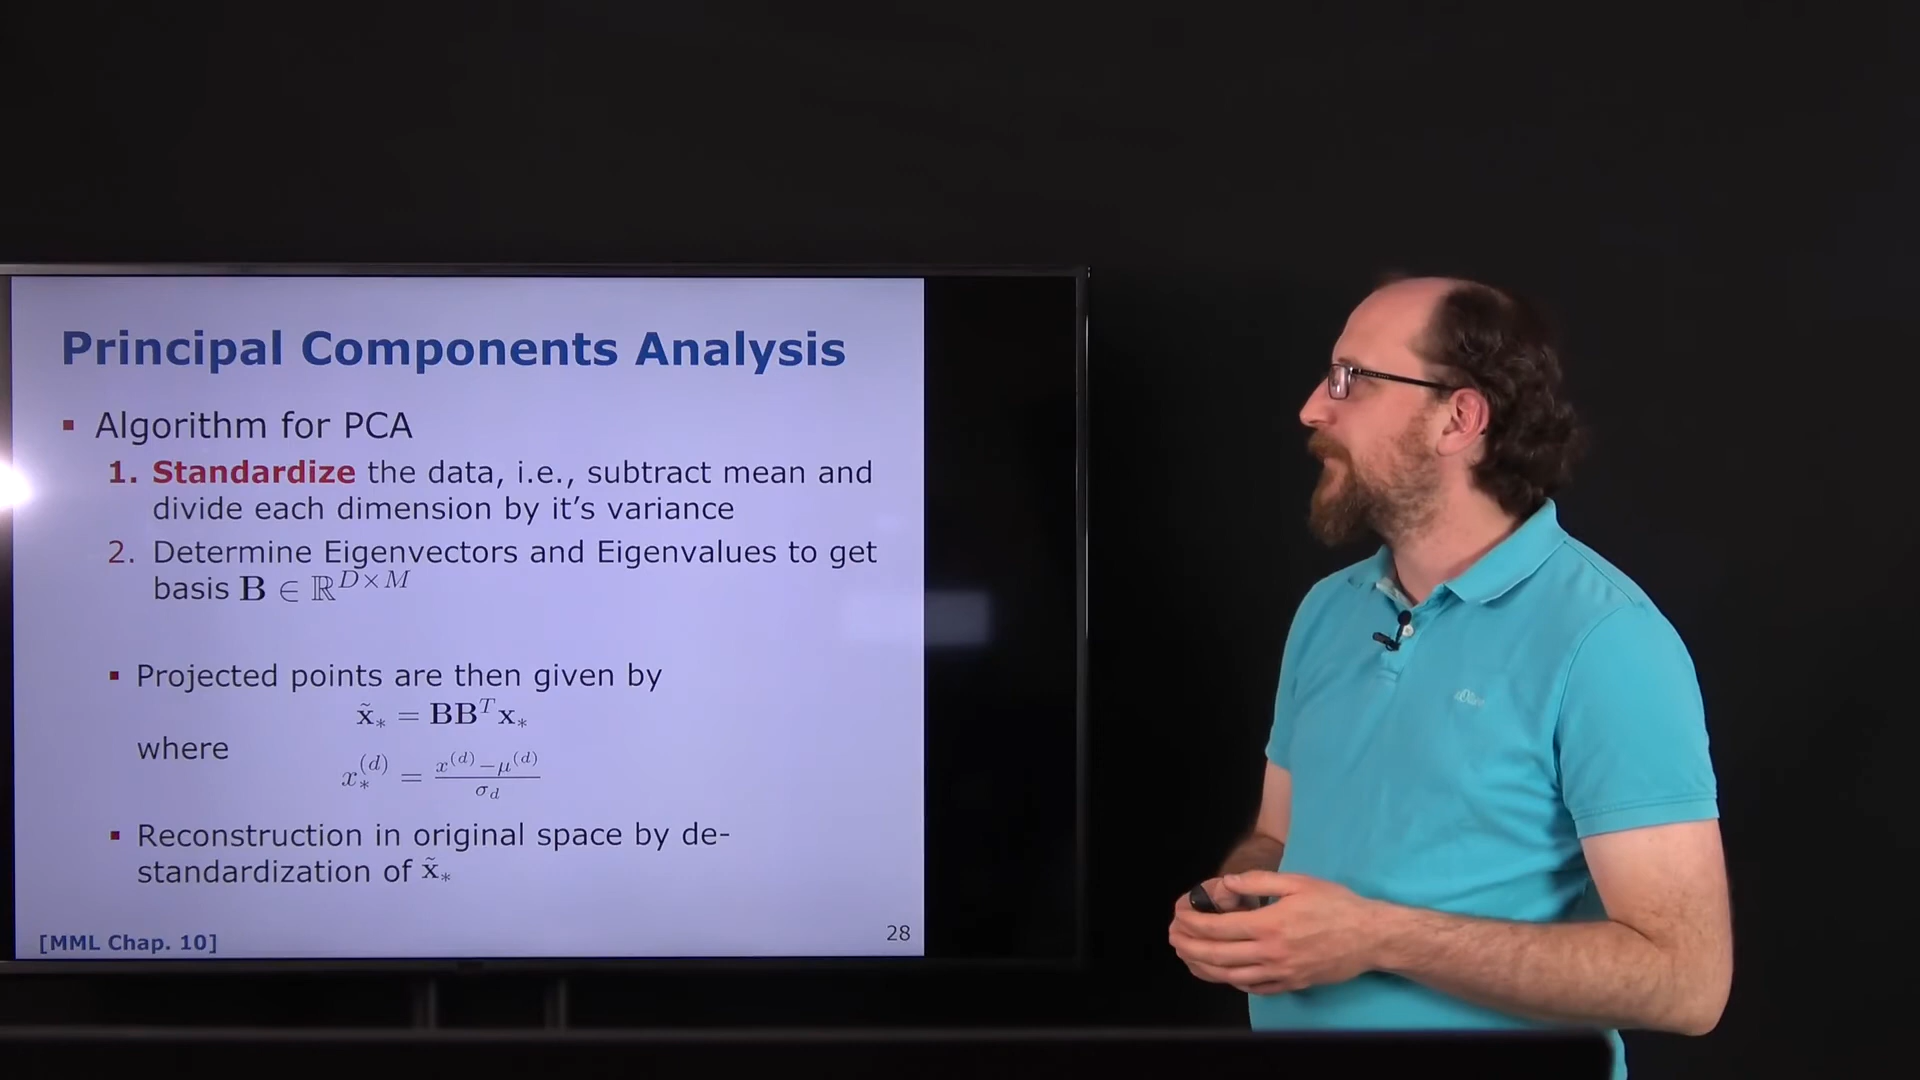 Principal Components Analysis
▪ Algorithm for PCA
1. Standardize the data, i.e., subtract mean and
divide each dimension by it’s variance
2. Determine Eigenvectors and Eigenvalues to get
basis B ∈ ℝ^{D×M}
▪ Projected points are then given by
x̃_* = BB^T x_*
where
x_*^{(d)} = \frac{x^{(d)} − μ^{(d)}}{σ_d}
▪ Reconstruction in original space by de-
standardization of x̃_*
[MML Chap. 10]
28